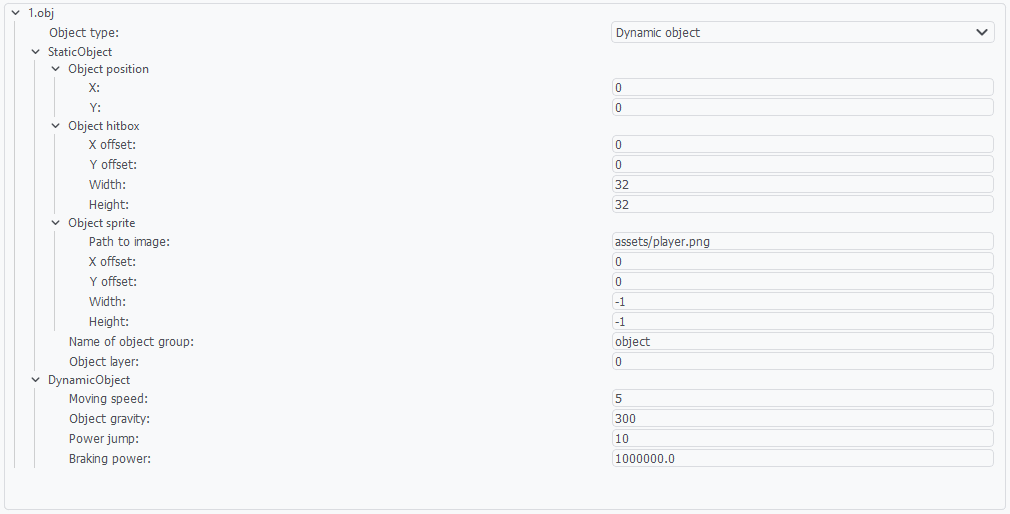 1.obj
Object type: Dynamic object
StaticObject
Object position
X: 0
Y: 0
Object hitbox
X offset: 0
Y offset: 0
Width: 32
Height: 32
Object sprite
Path to image: assets/player.png
X offset: 0
Y offset: 0
Width: -1
Height: -1
Name of object group: object
Object layer: 0
DynamicObject
Moving speed: 5
Object gravity: 300
Power jump: 10
Braking power: 1000000.0